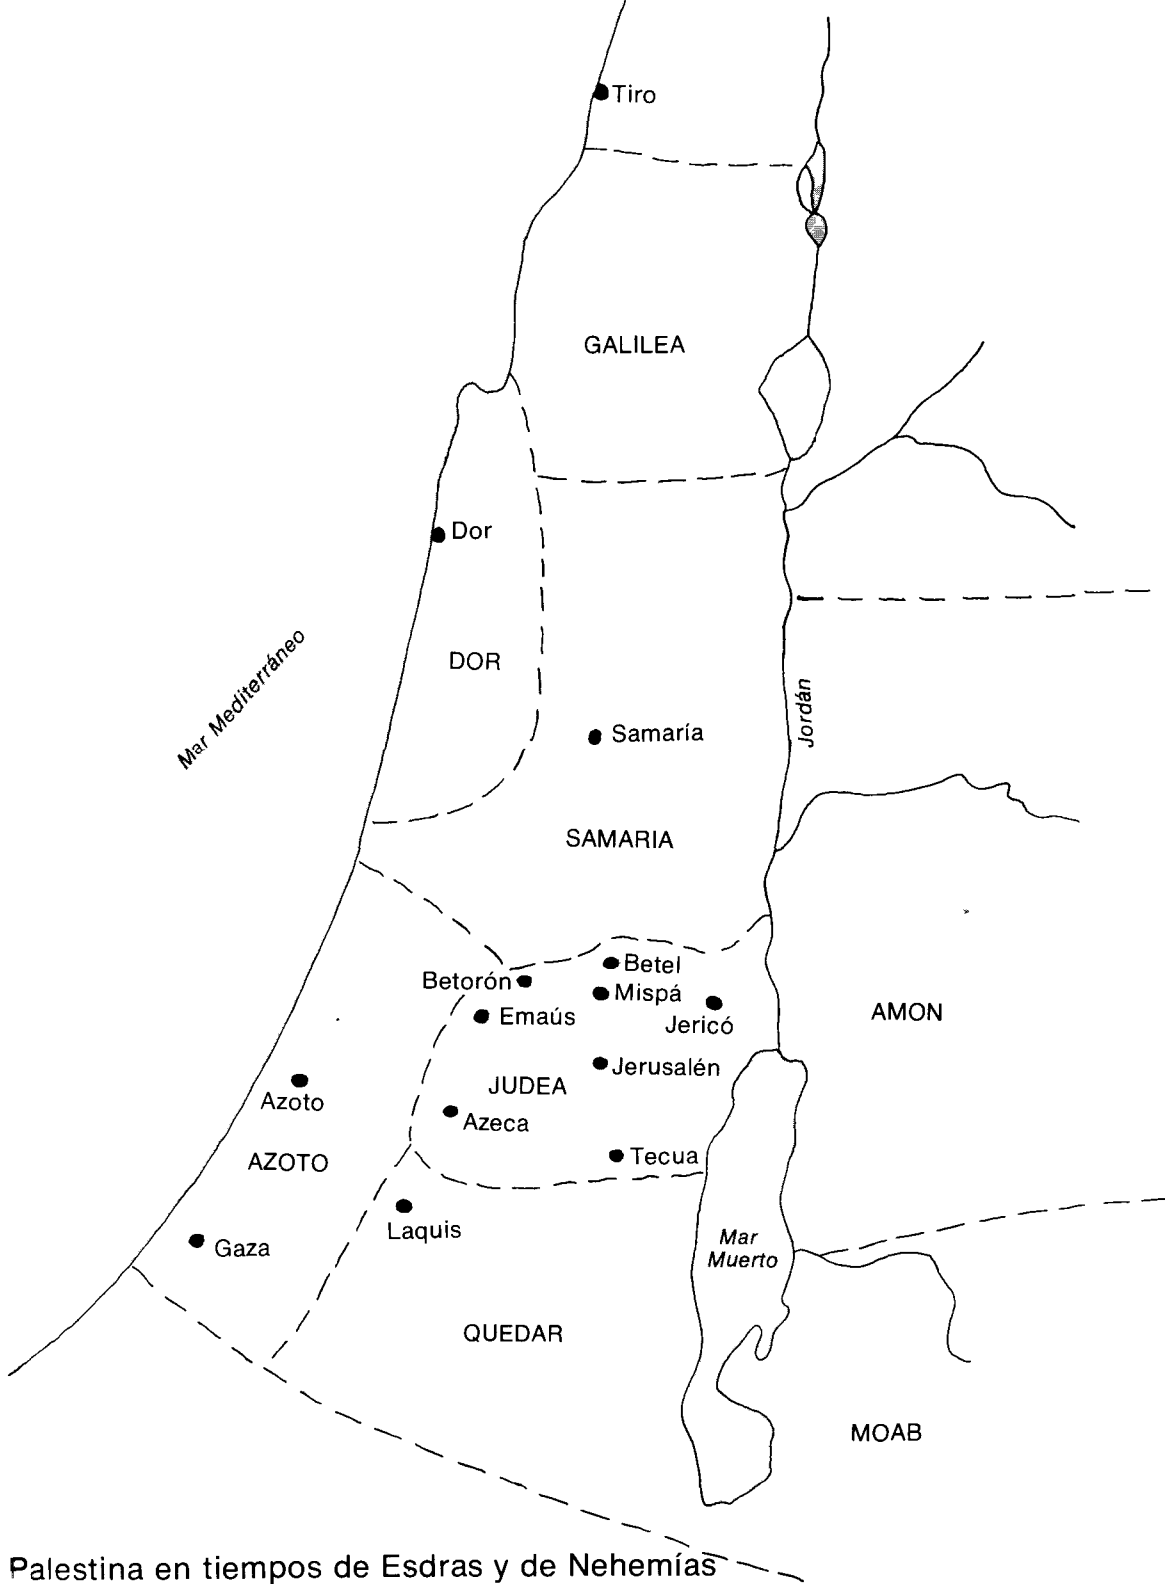 Tiro
GALILEA
Dor
DOR
Mar Mediterráneo
Jordán
Samaría
SAMARIA
Betel
Betorón
Mispá
Emaús
Jericó
AMON
Jerusalén
JUDEA
Azoto
Azeca
Tecua
AZOTO
Laquis
Gaza
Mar
Muerto
QUEDAR
MOAB
Palestina en tiempos de Esdras y de Nehemías